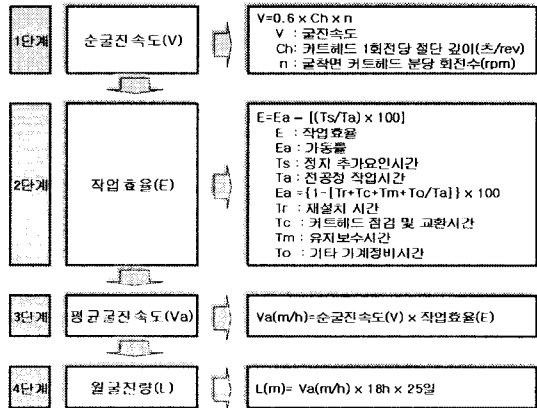 1단계
순굴진속도(V)
V=0.6 x Ch x n
V : 굴진속도
Ch: 커트헤드 1회전당 절단 깊이(츠/rev)
n : 굴착면 커트헤드 분당 회전수(rpm)
2단계
작업효율(E)
E=Ea - [(Ts/Ta) x 100]
E : 작업효율
Ea : 가동률
Ts : 정지 추가요인시간
Ta : 전공정 작업시간
Ea ={1-[Tr+Tc+Tm+To/Ta]} x 100
Tr : 재설치 시간
Tc : 커트헤드 점검 및 교환시간
Tm : 유지보수시간
To : 기타 기계정비시간
3단계
평균굴진속도(Va)
Va(m/h)=순굴진속도(V) x 작업효율(E)
4단계
월굴진량(L)
L(m)= Va(m/h) x 18h x 25일